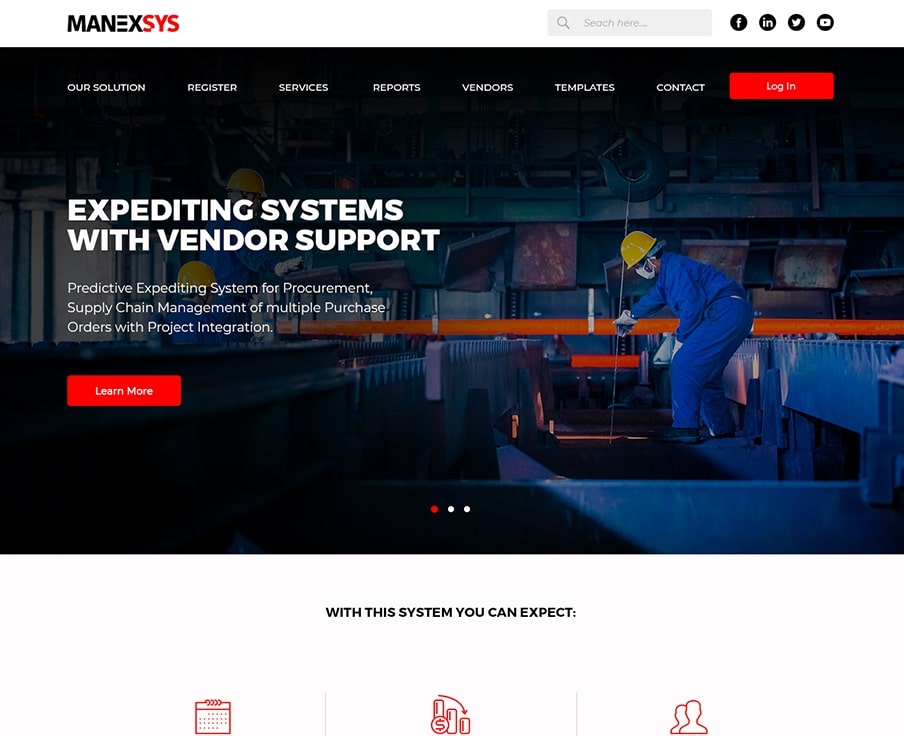 MANEXSYS
Seach here....
OUR SOLUTION
REGISTER
SERVICES
REPORTS
VENDORS
TEMPLATES
CONTACT
Log In
EXPEDITING SYSTEMS
WITH VENDOR SUPPORT
Predictive Expediting System for Procurement,
Supply Chain Management of multiple Purchase
Orders with Project Integration.
Learn More
WITH THIS SYSTEM YOU CAN EXPECT: